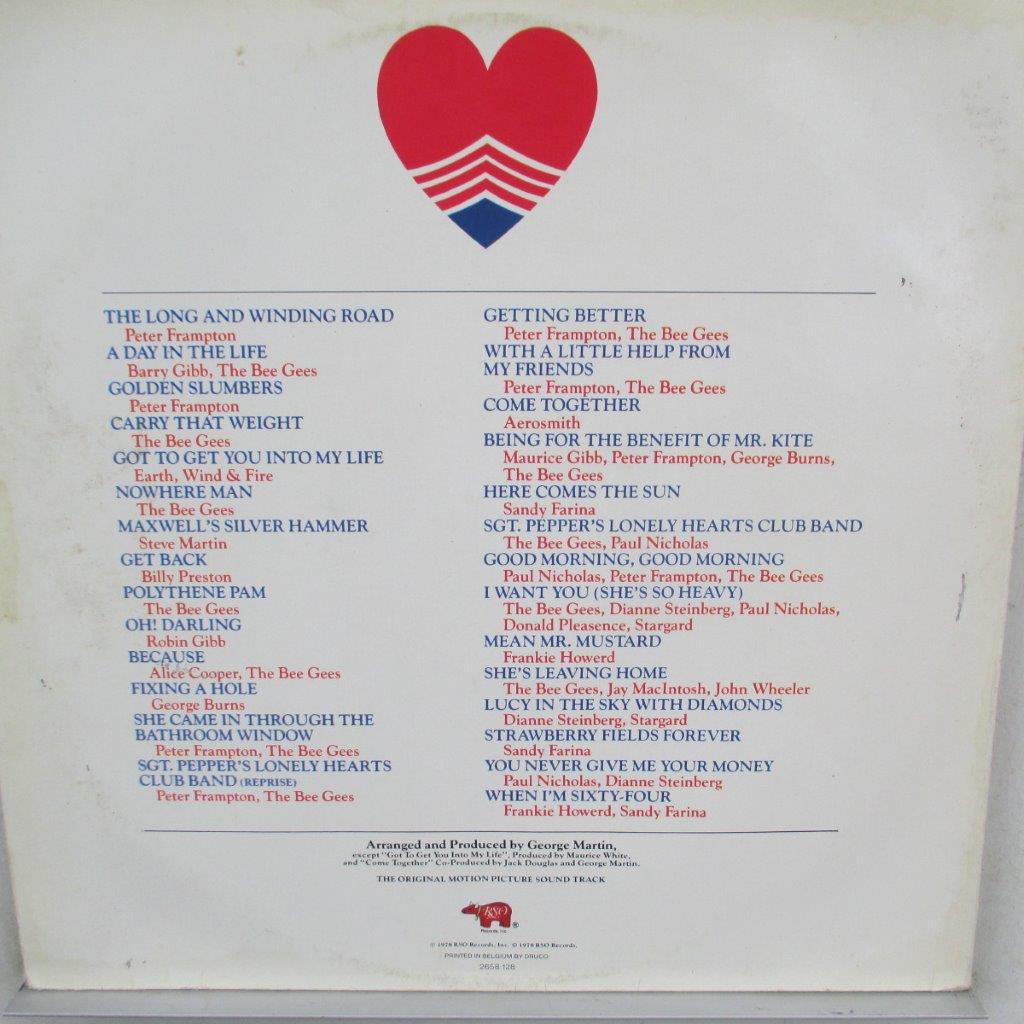 THE LONG AND WINDING ROAD
Peter Frampton
A DAY IN THE LIFE
Barry Gibb, The Bee Gees
GOLDEN SLUMBERS
Peter Frampton
CARRY THAT WEIGHT
The Bee Gees
GOT TO GET YOU INTO MY LIFE
Earth, Wind & Fire
NOWHERE MAN
The Bee Gees
MAXWELL'S SILVER HAMMER
Steve Martin
GET BACK
Billy Preston
POLYTHENE PAM
The Bee Gees
OH! DARLING
Robin Gibb
BECAUSE
Alice Cooper, The Bee Gees
FIXING A HOLE
George Burns
SHE CAME IN THROUGH THE
BATHROOM WINDOW
Peter Frampton, The Bee Gees
SGT. PEPPER'S LONELY HEARTS
CLUB BAND (REPRISE)
Peter Frampton, The Bee Gees
GETTING BETTER
Peter Frampton, The Bee Gees
WITH A LITTLE HELP FROM
MY FRIENDS
Peter Frampton, The Bee Gees
COME TOGETHER
Aerosmith
BEING FOR THE BENEFIT OF MR. KITE
Maurice Gibb, Peter Frampton, George Burns,
The Bee Gees
HERE COMES THE SUN
Sandy Farina
SGT. PEPPER'S LONELY HEARTS CLUB BAND
The Bee Gees, Paul Nicholas
GOOD MORNING, GOOD MORNING
Paul Nicholas, Peter Frampton, The Bee Gees
I WANT YOU (SHE'S SO HEAVY)
The Bee Gees, Dianne Steinberg, Paul Nicholas,
Donald Pleasence, Stargard
MEAN MR. MUSTARD
Frankie Howerd
SHE'S LEAVING HOME
The Bee Gees, Jay MacIntosh, John Wheeler
LUCY IN THE SKY WITH DIAMONDS
Dianne Steinberg, Stargard
STRAWBERRY FIELDS FOREVER
Sandy Farina
YOU NEVER GIVE ME YOUR MONEY
Paul Nicholas, Dianne Steinberg
WHEN I'M SIXTY-FOUR
Frankie Howerd, Sandy Farina
Arranged and Produced by George Martin,
except "Got To Get You Into My Life", Produced by Maurice White,
and "Come Together" Co-Produced by Jack Douglas and George Martin.
THE ORIGINAL MOTION PICTURE SOUND TRACK
RSO ®
Records, Inc.
℗ 1978 RSO Records, Inc. © 1978 RSO Records,
PRINTED IN BELGIUM BY DRUCO
2658 128